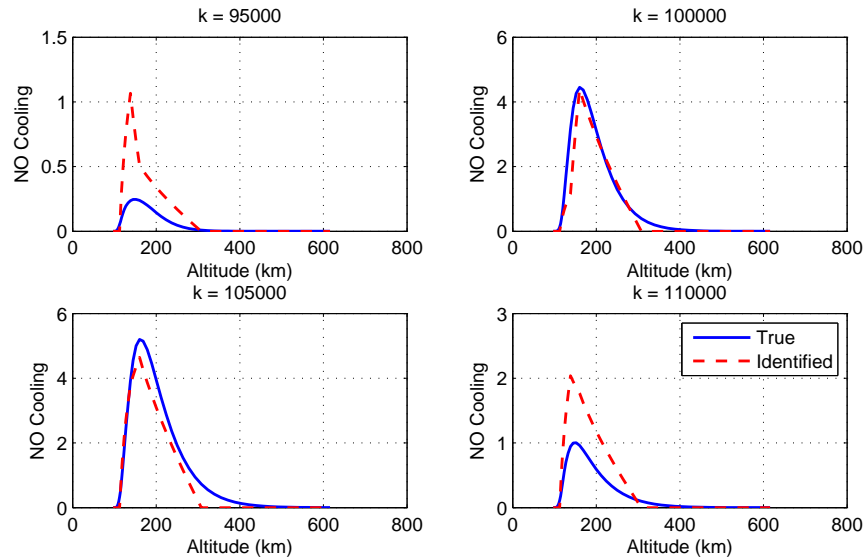 k = 95000
1.5
1
0.5
0
NO Cooling
0 200 400 600 800
Altitude (km)
k = 100000
6
4
2
0
NO Cooling
0 200 400 600 800
Altitude (km)
k = 105000
6
4
2
0
NO Cooling
0 200 400 600 800
Altitude (km)
k = 110000
3
2
1
0
NO Cooling
True
Identified
0 200 400 600 800
Altitude (km)